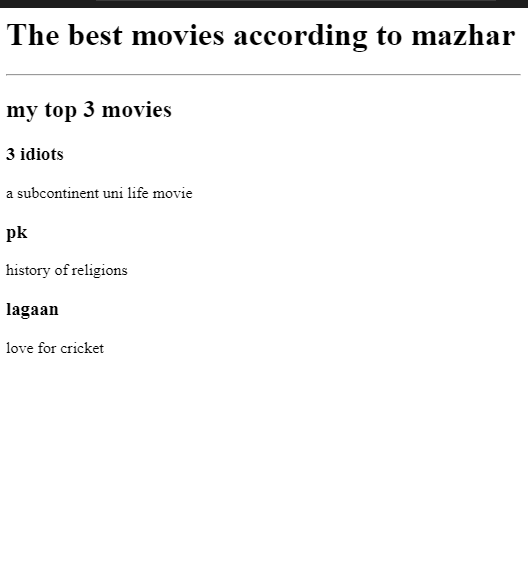 The best movies according to mazhar
my top 3 movies
3 idiots
a subcontinent uni life movie
pk
history of religions
lagaan
love for cricket